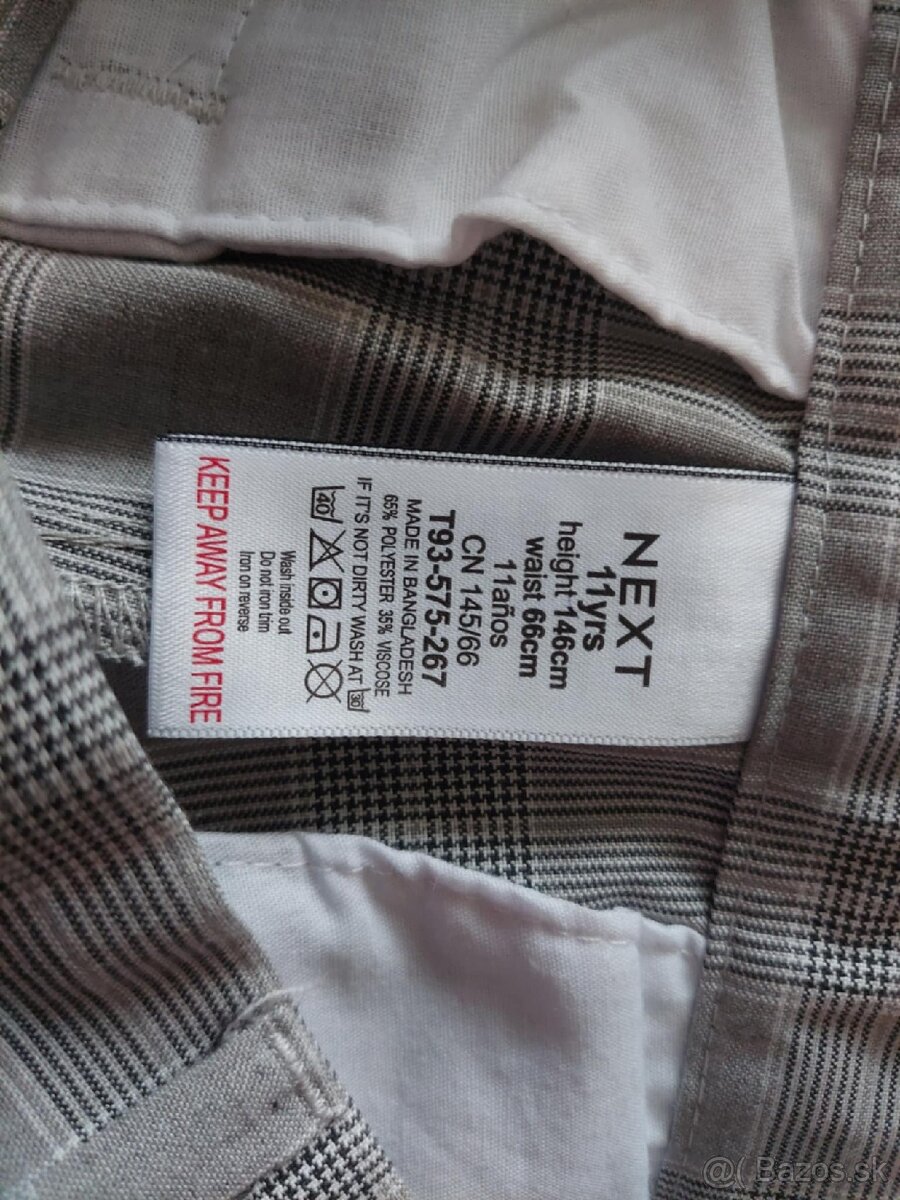 NEXT
11yrs
height 146cm
waist 66cm
11años
CN 145/66
T93-575-267
MADE IN BANGLADESH
65% POLYESTER 35% VISCOSE
IF IT'S NOT DIRTY WASH AT 30
40
Wash inside out
Do not iron trim
Iron on reverse
KEEP AWAY FROM FIRE
@( Bazos.sk